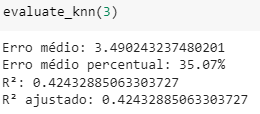 evaluate_knn(3)
Erro médio: 3.490243237480201
Erro médio percentual: 35.07%
R²: 0.42432885063303727
R² ajustado: 0.42432885063303727